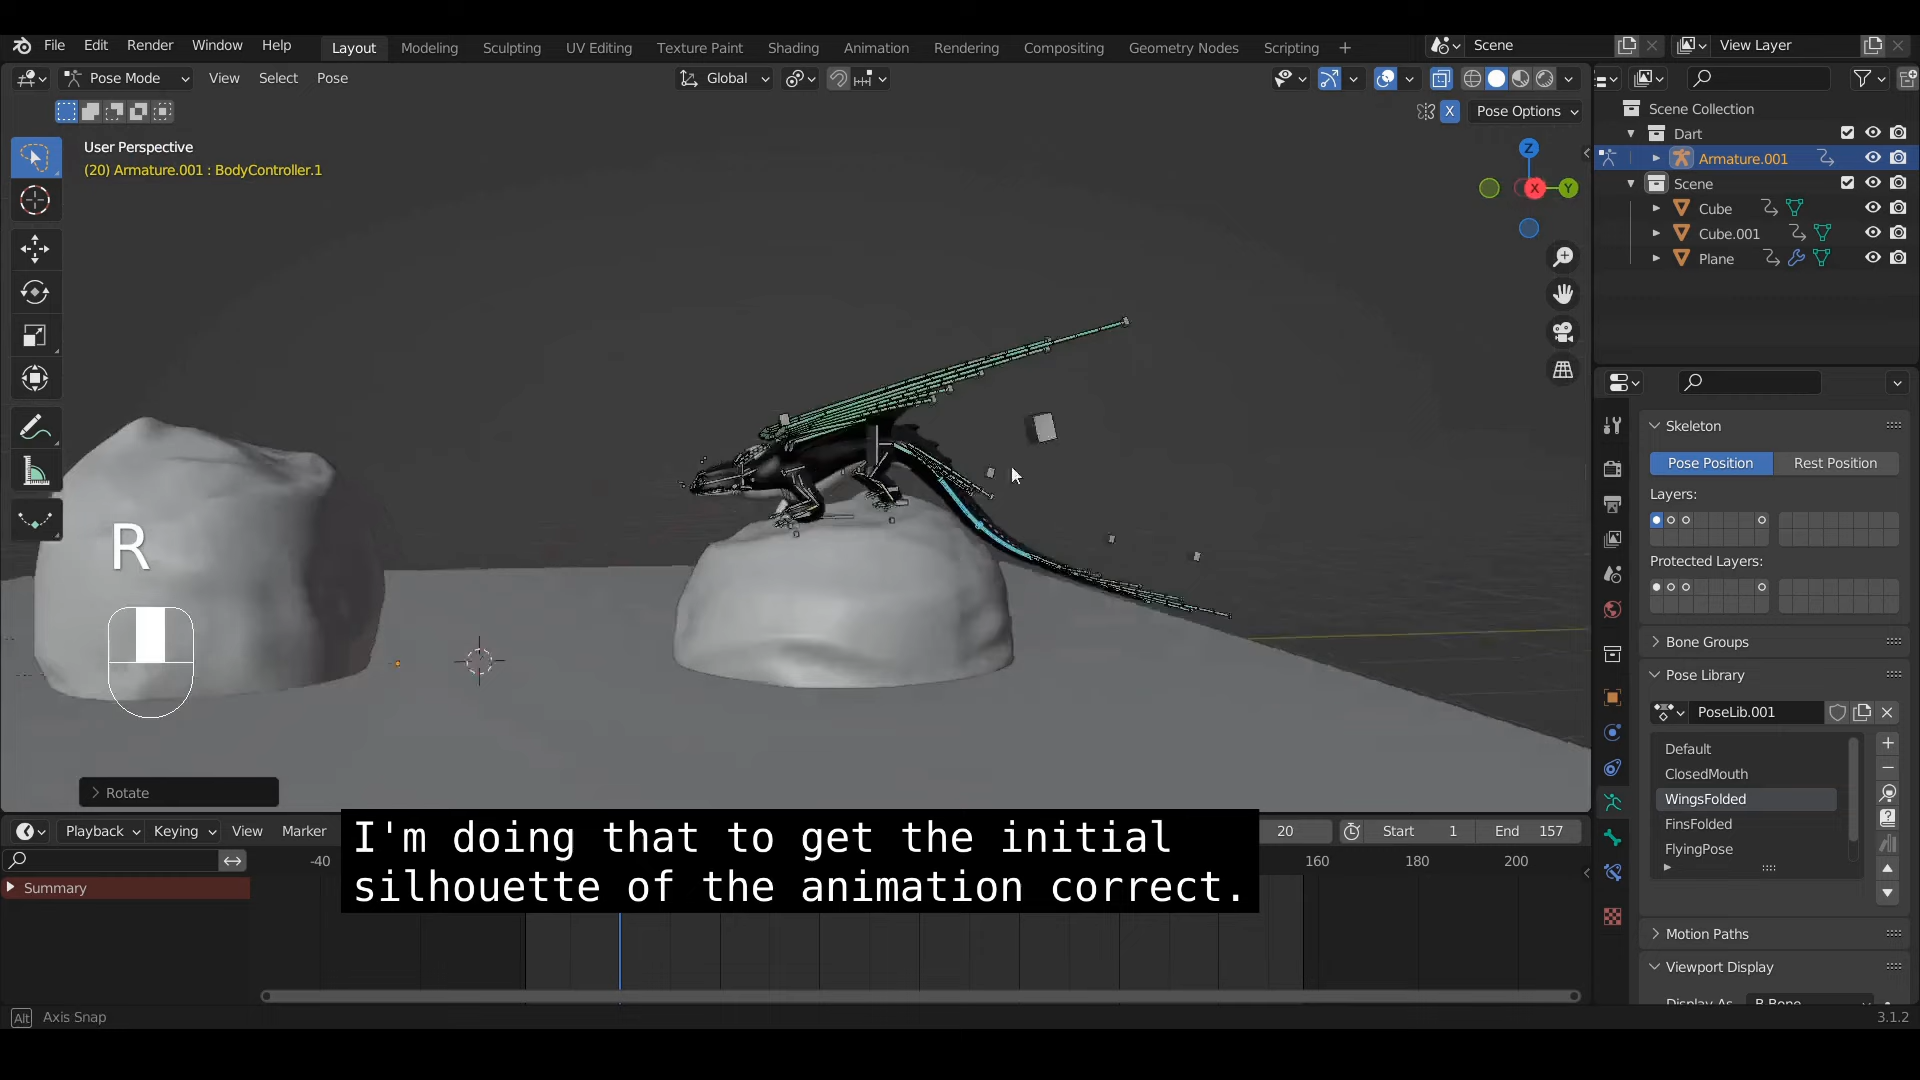 File Edit Render Window Help Layout Modeling Sculpting UV Editing Texture Paint Shading Animation Rendering Compositing Geometry Nodes Scripting + Scene View Layer
Pose Mode View Select Pose Global
X Pose Options
User Perspective
(20) Armature.001 : BodyController.1
Z
X Y
Scene Collection
Dart
Armature.001
Scene
Cube
Cube.001
Plane
R
Skeleton
Pose Position Rest Position
Layers:
Protected Layers:
Bone Groups
Pose Library
PoseLib.001
Default
ClosedMouth
WingsFolded
FinsFolded
FlyingPose
Motion Paths
Viewport Display
Rotate
Playback Keying View Marker 20 Start 1 End 157
-40 160 180 200
Summary
I'm doing that to get the initial
silhouette of the animation correct.
Alt Axis Snap 3.1.2